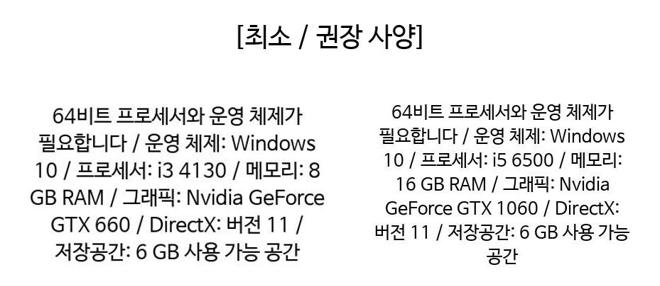 [최소 / 권장 사양]
64비트 프로세서와 운영 체제가
필요합니다 / 운영 체제: Windows
10 / 프로세서: i3 4130 / 메모리: 8
GB RAM / 그래픽: Nvidia GeForce
GTX 660 / DirectX: 버전 11 /
저장공간: 6 GB 사용 가능 공간
64비트 프로세서와 운영 체제가
필요합니다 / 운영 체제: Windows
10 / 프로세서: i5 6500 / 메모리:
16 GB RAM / 그래픽: Nvidia
GeForce GTX 1060 / DirectX:
버전 11 / 저장공간: 6 GB 사용 가능
공간